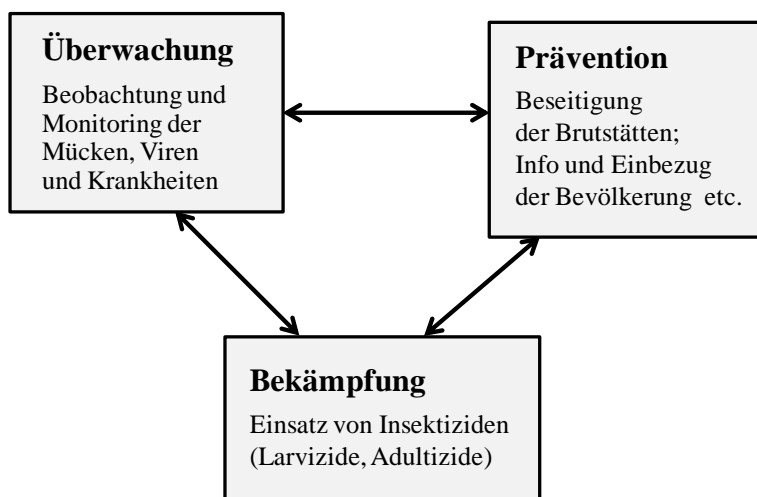 Überwachung
Beobachtung und
Monitoring der
Mücken, Viren
und Krankheiten
Prävention
Beseitigung
der Brutstätten;
Info und Einbezug
der Bevölkerung etc.
Bekämpfung
Einsatz von Insektiziden
(Larvizide, Adultizide)